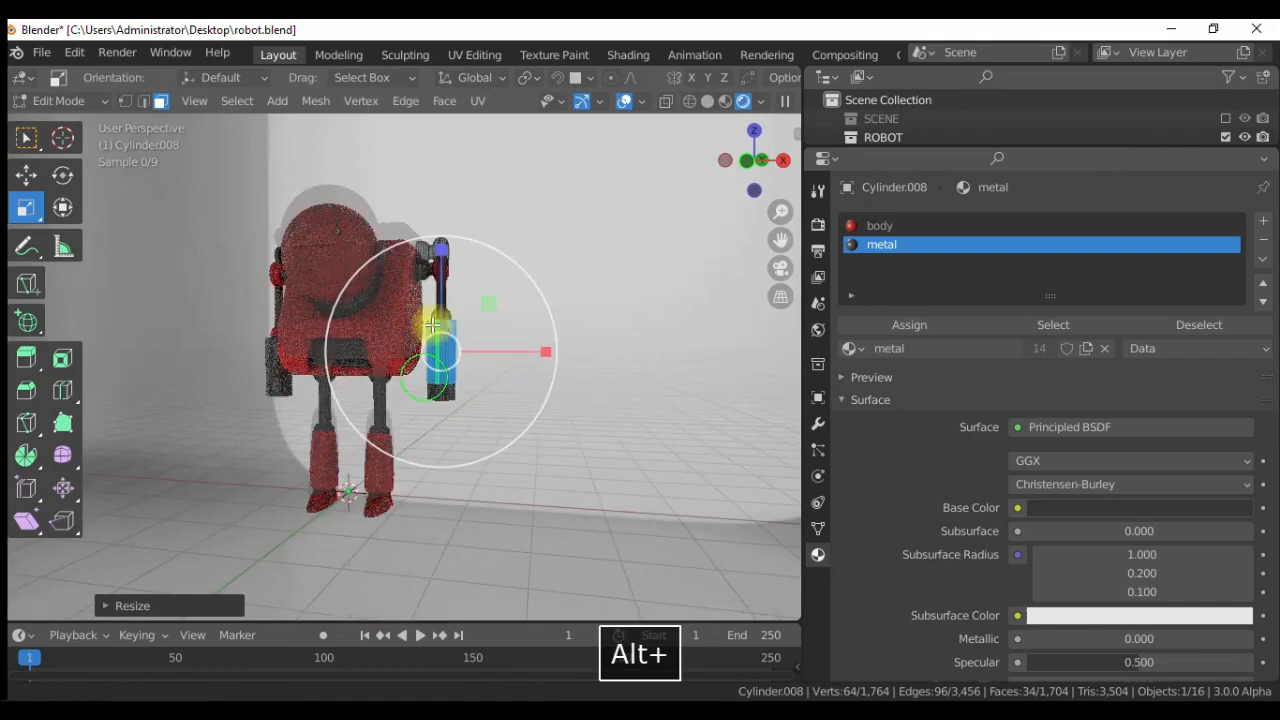 Blender* [C:\Users\Administrator\Desktop\robot.blend]
File Edit Render Window Help
Layout Modeling Sculpting UV Editing Texture Paint Shading Animation Rendering Compositing
Scene
View Layer
Orientation: Default Drag: Select Box Global X Y Z Option
Edit Mode View Select Add Mesh Vertex Edge Face UV
User Perspective
(1) Cylinder.008
Sample 0/9
Z
Y
X
Scene Collection
SCENE
ROBOT
Cylinder.008 metal
body
metal
Assign Select Deselect
metal 14 Data
Preview
Surface
Surface Principled BSDF
GGX
Christensen-Burley
Base Color
Subsurface 0.000
Subsurface Radius 1.000
0.200
0.100
Subsurface Color
Metallic 0.000
Specular 0.500
Resize
Playback Keying View Marker 1 Start 1 End 250
1 50 100 150 250
Alt+
Cylinder.008 | Verts:64/1,764 | Edges:96/3,456 | Faces:34/1,704 | Tris:3,504 | Objects:1/16 | 3.0.0 Alpha